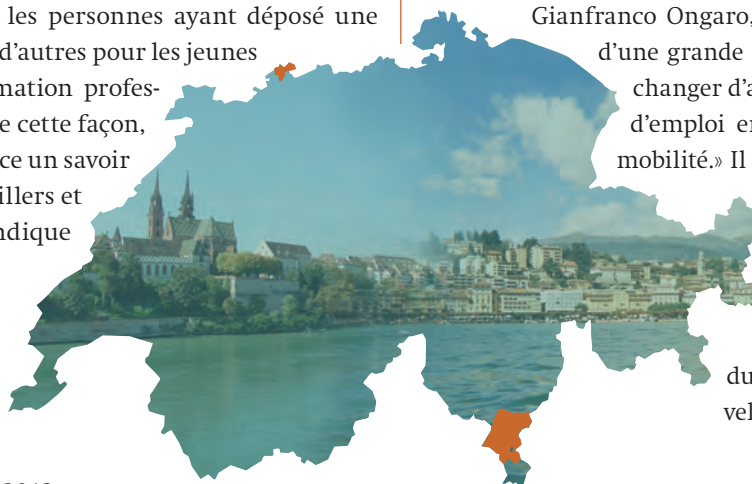 les personnes ayant déposé une
d'autres pour les jeunes
mation profes-
e cette façon,
ce un savoir
illers et
ndique
Gianfranco Ongaro,
d'une grande
changer d'a
d'emploi e
mobilité.» Il
du
vel